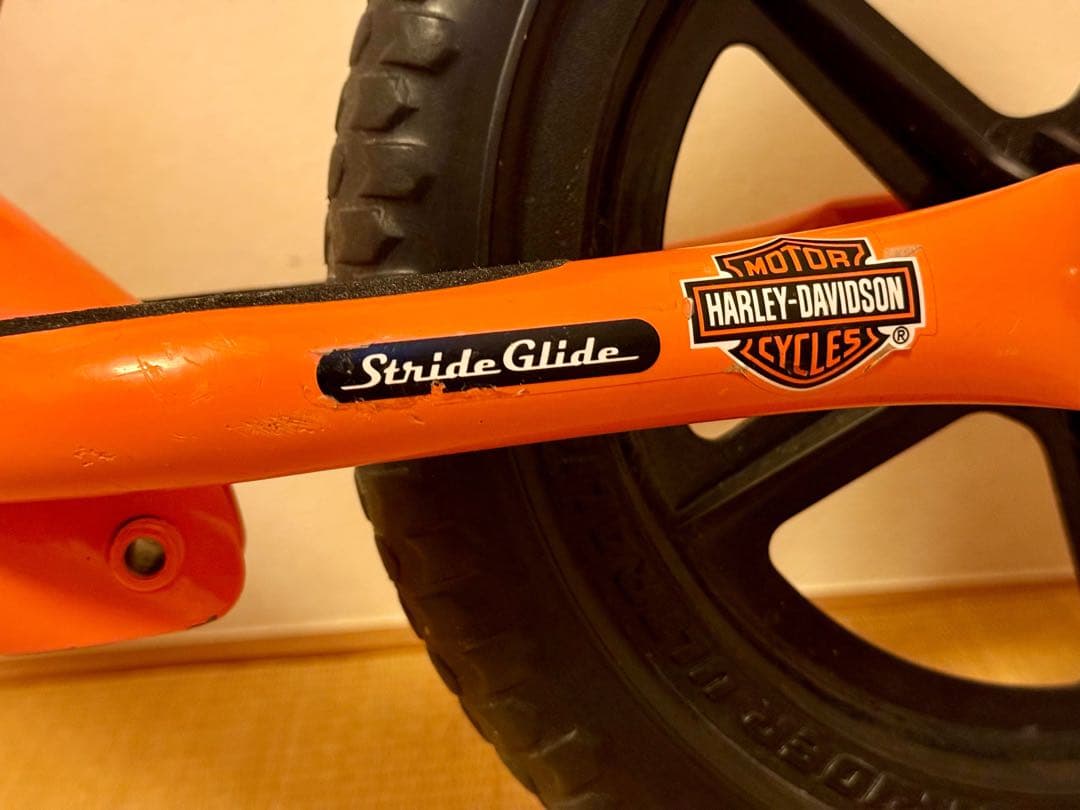 Stride Glide
MOTOR
HARLEY-DAVIDSON
CYCLES
®